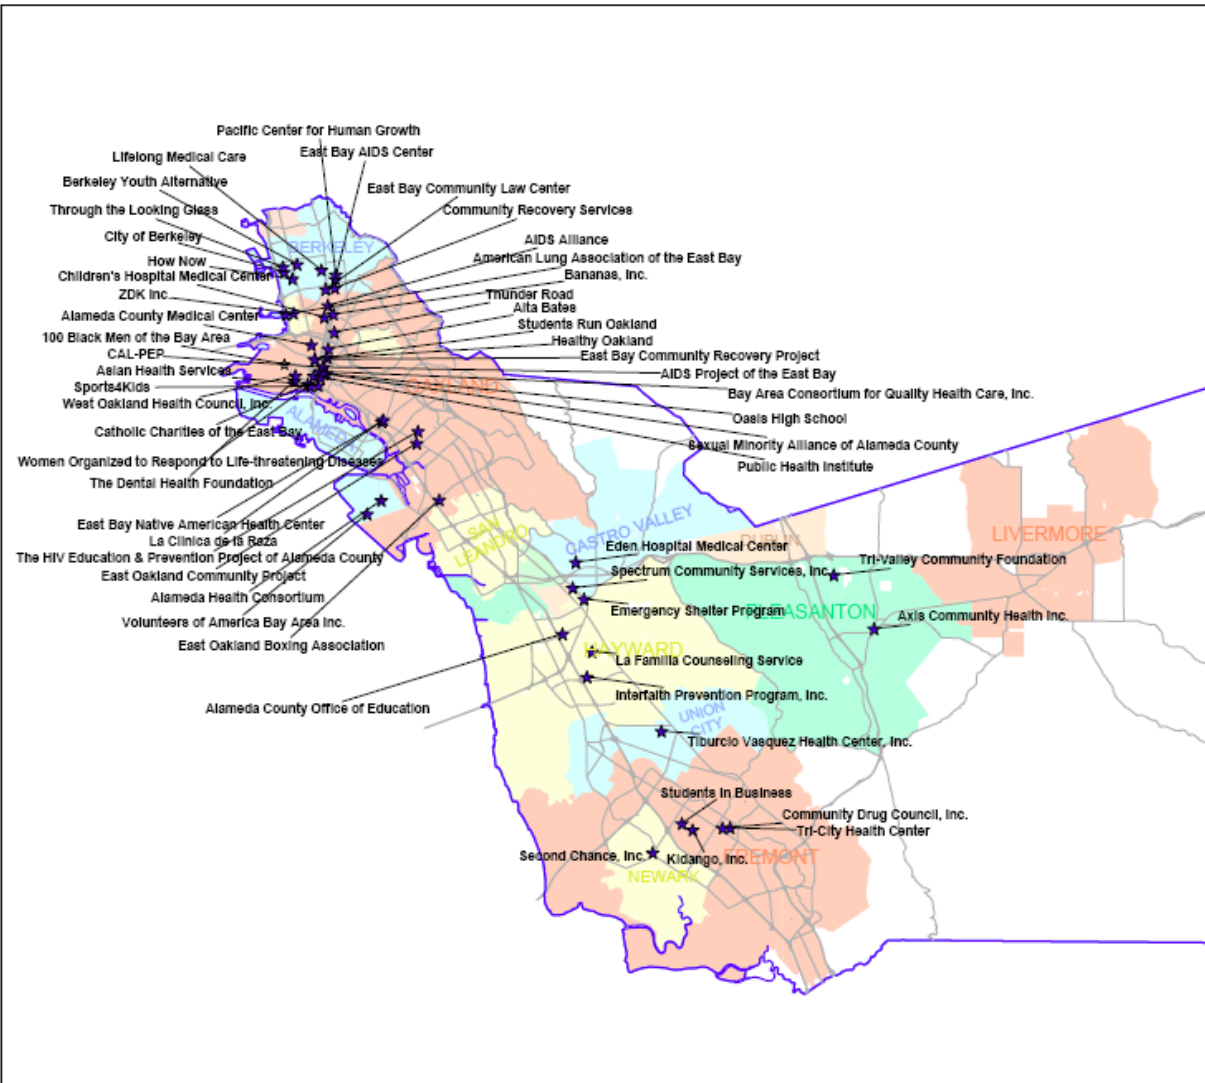 Pacific Center for Human Growth
East Bay AIDS Center
Lifelong Medical Care
Berkeley Youth Alternative
East Bay Community Law Center
Through the Looking Glass
Community Recovery Services
City of Berkeley
AIDS Alliance
BERKELEY
American Lung Association of the East Bay
How Now
Bananas, Inc.
Children's Hospital Medical Center
ZDK Inc
Thunder Road
Alta Bates
Alameda County Medical Center
Students Run Oakland
100 Black Men of the Bay Area
Healthy Oakland
CAL-PEP
East Bay Community Recovery Project
Asian Health Services
AIDS Project of the East Bay
Sports4Kids
OAKLAND
Bay Area Consortium for Quality Health Care, Inc.
West Oakland Health Council, Inc.
ALAMEDA
Oasis High School
Catholic Charities of the East Bay
Sexual Minority Alliance of Alameda County
Women Organized to Respond to Life-threatening Diseases
Public Health Institute
The Dental Health Foundation
East Bay Native American Health Center
SAN
LEANDRO
CASTRO VALLEY
La Clinica de la Raza
DUBLIN
LIVERMORE
Eden Hospital Medical Center
The HIV Education & Prevention Project of Alameda County
Tri-Valley Community Foundation
East Oakland Community Project
Spectrum Community Services, Inc.
Alameda Health Consortium
Emergency Shelter Program
PLEASANTON
Axis Community Health Inc.
Volunteers of America Bay Area Inc.
East Oakland Boxing Association
HAYWARD
La Familia Counseling Service
Interfaith Prevention Program, Inc.
Alameda County Office of Education
UNION
CITY
Tiburcio Vasquez Health Center, Inc.
Students in Business
Community Drug Council, Inc.
Tri-City Health Center
Second Chance, Inc.
Kidango, Inc.
FREMONT
NEWARK